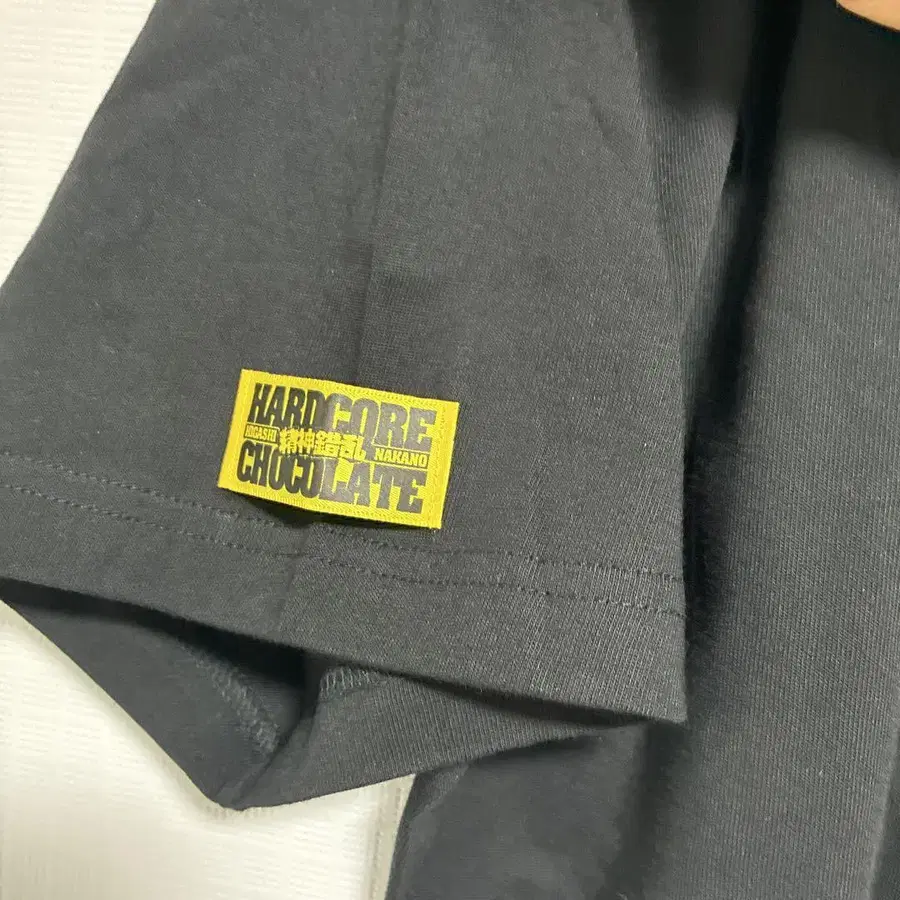 HARDCORE
HIGASHI 精神錯乱 NAKANO
CHOCOLATE